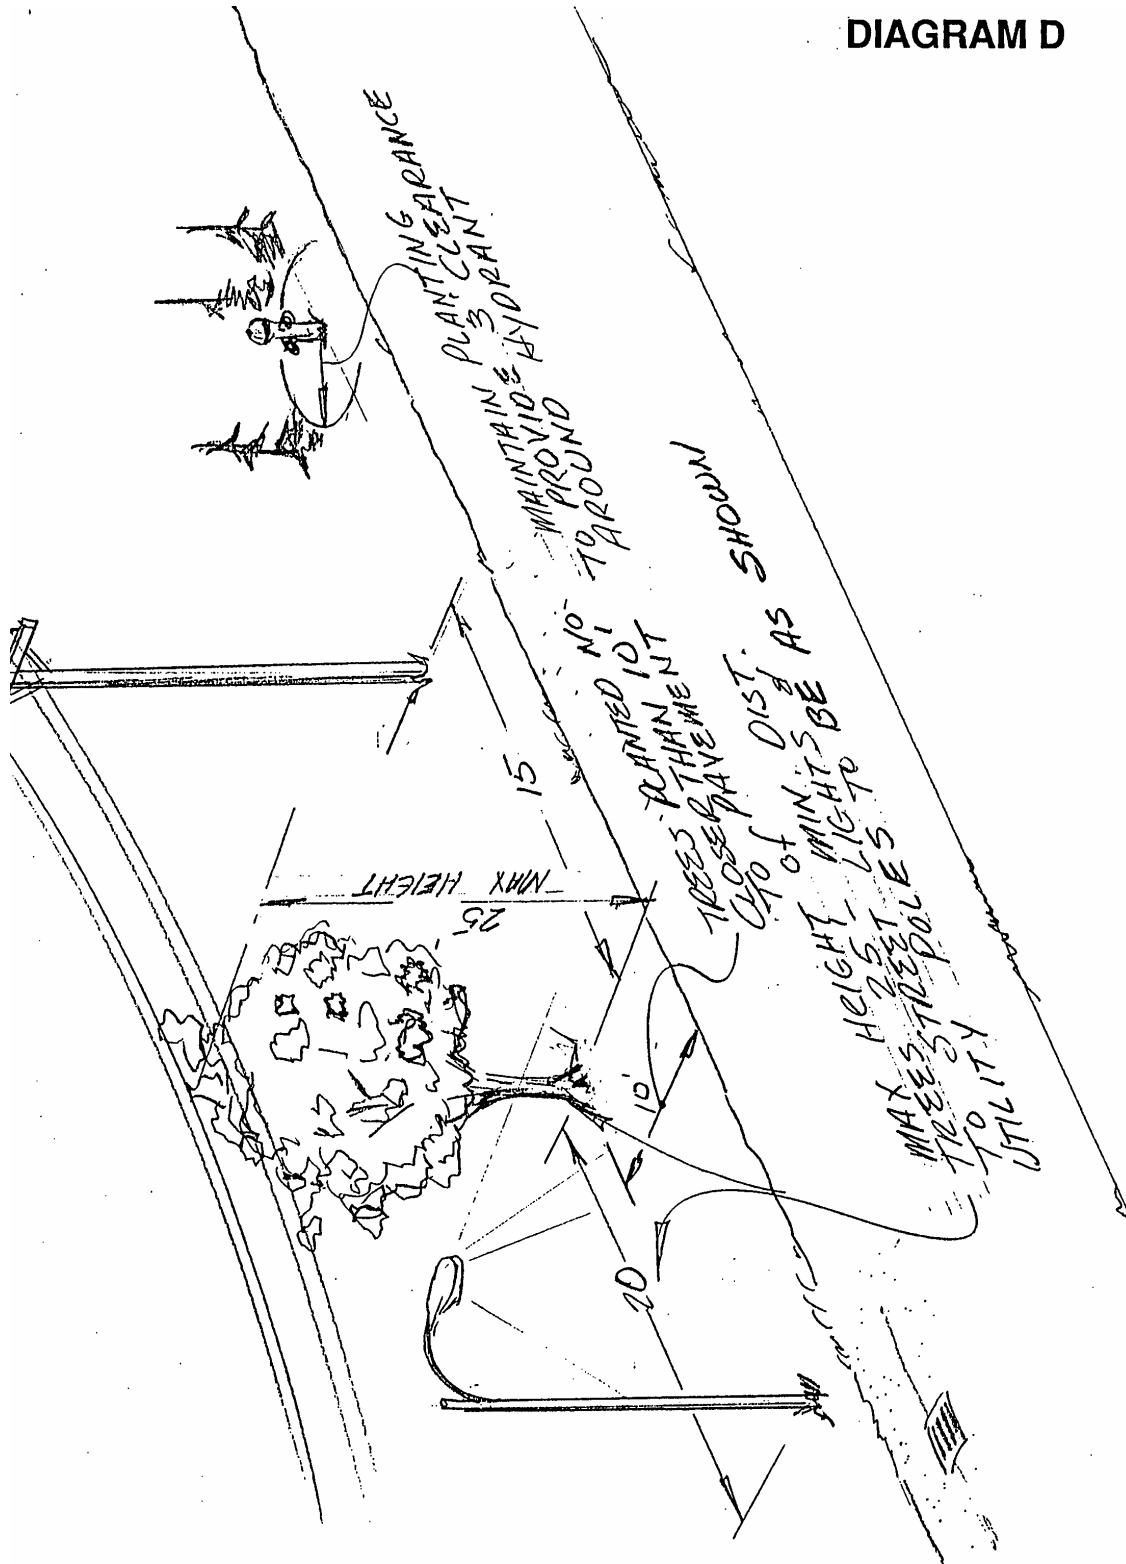 DIAGRAM D
MAINTAIN PLANTING
TO PROVIDE 3' CLEARANCE
AROUND HYDRANT
15
25
MAX HEIGHT
TREES PLANTED NO
CLOSER THAN 10'
TO PAVEMENT
10'
20
MAX HEIGHT OF
TREES 25' MIN. DIST.
TO STREET LIGHTS &
UTILITY POLES TO BE AS SHOWN